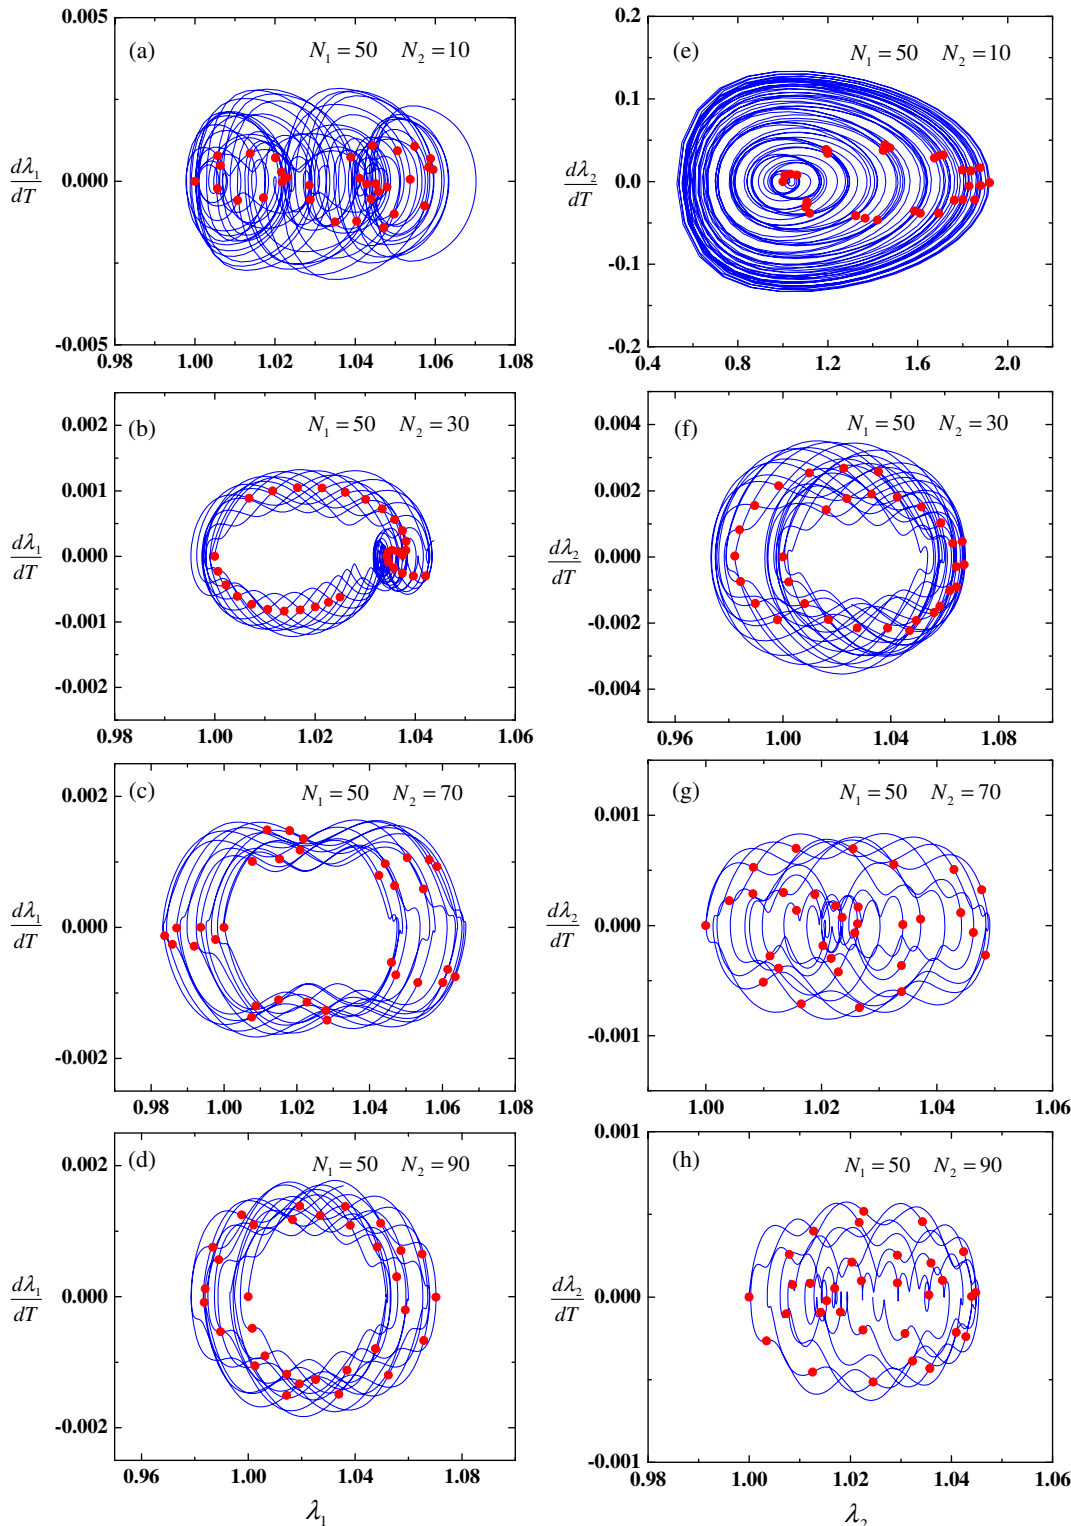 (a) N₁ = 50 N₂ = 10
0.005
0.000
-0.005
dλ₁
dT
0.98 1.00 1.02 1.04 1.06 1.08
(e) N₁ = 50 N₂ = 10
0.2
0.1
0.0
-0.1
-0.2
dλ₂
dT
0.4 0.8 1.2 1.6 2.0
(b) N₁ = 50 N₂ = 30
0.002
0.001
0.000
-0.001
-0.002
dλ₁
dT
0.98 1.00 1.02 1.04 1.06
(f) N₁ = 50 N₂ = 30
0.004
0.002
0.000
-0.002
-0.004
dλ₂
dT
0.96 1.00 1.04 1.08
(c) N₁ = 50 N₂ = 70
0.002
0.000
-0.002
dλ₁
dT
0.98 1.00 1.02 1.04 1.06 1.08
(g) N₁ = 50 N₂ = 70
0.001
0.000
-0.001
dλ₂
dT
1.00 1.02 1.04 1.06
(d) N₁ = 50 N₂ = 90
0.002
0.000
-0.002
dλ₁
dT
0.96 1.00 1.04 1.08
λ₁
(h) N₁ = 50 N₂ = 90
0.001
0.000
-0.001
dλ₂
dT
0.98 1.00 1.02 1.04 1.06
λ₂